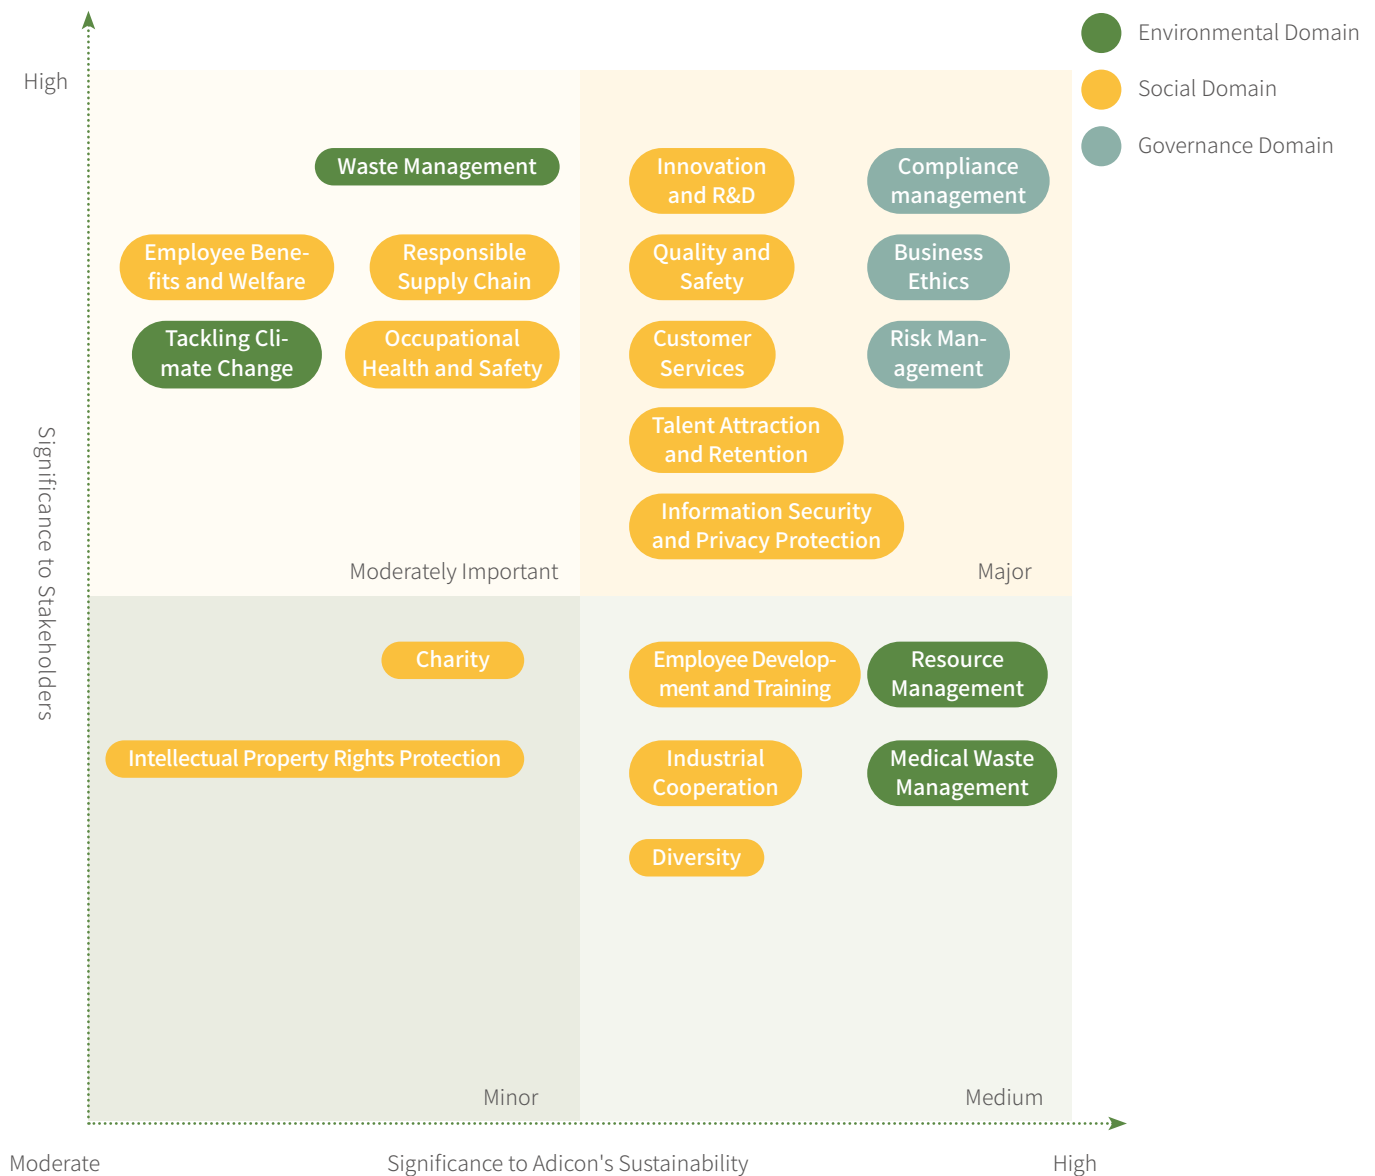 Environmental Domain
Social Domain
Governance Domain
High
Waste Management
Employee Bene-
fits and Welfare
Responsible
Supply Chain
Tackling Cli-
mate Change
Occupational
Health and Safety
Moderately Important
Innovation
and R&D
Compliance
management
Quality and
Safety
Business
Ethics
Customer
Services
Risk Man-
agement
Talent Attraction
and Retention
Information Security
and Privacy Protection
Major
Significance to Stakeholders
Charity
Intellectual Property Rights Protection
Minor
Employee Develop-
ment and Training
Resource
Management
Industrial
Cooperation
Medical Waste
Management
Diversity
Medium
Moderate
Significance to Adicon's Sustainability
High